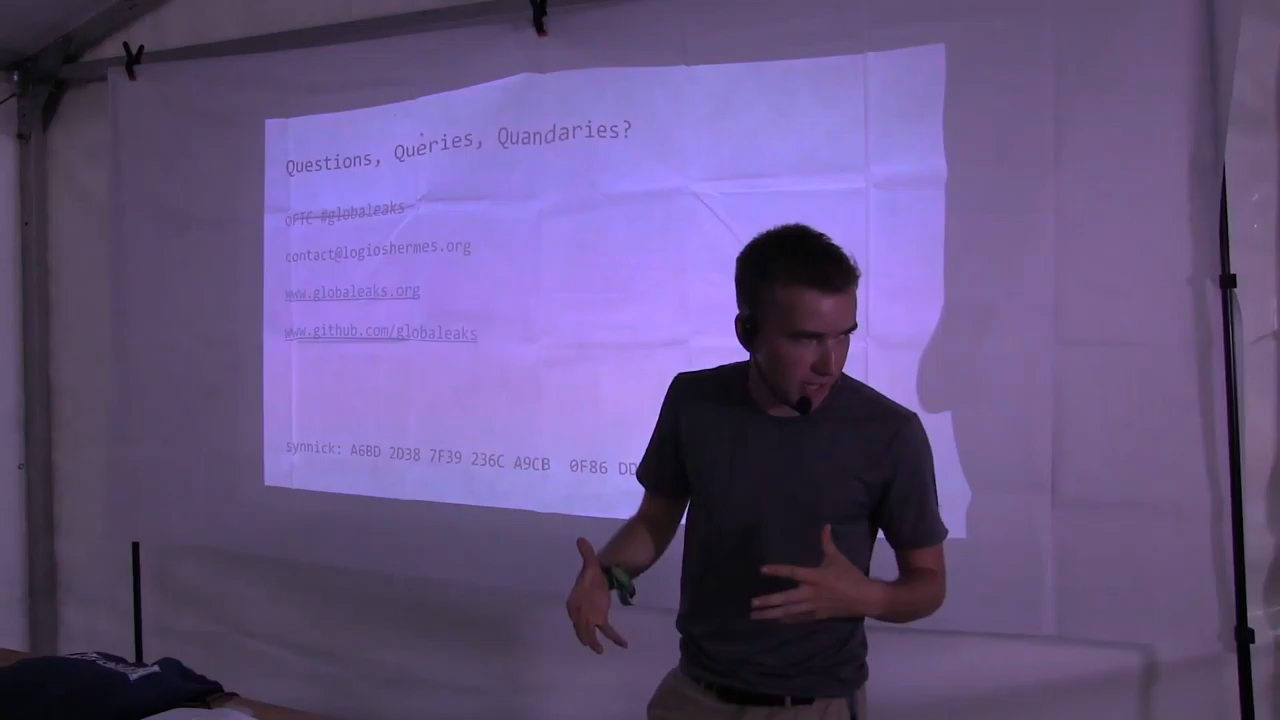 Questions, Queries, Quandaries?
OFTC #globaleaks
contact@logioshermes.org
www.globaleaks.org
www.github.com/globaleaks
synnick: A6BD 2D38 7F39 236C A9CB 0F86 DD